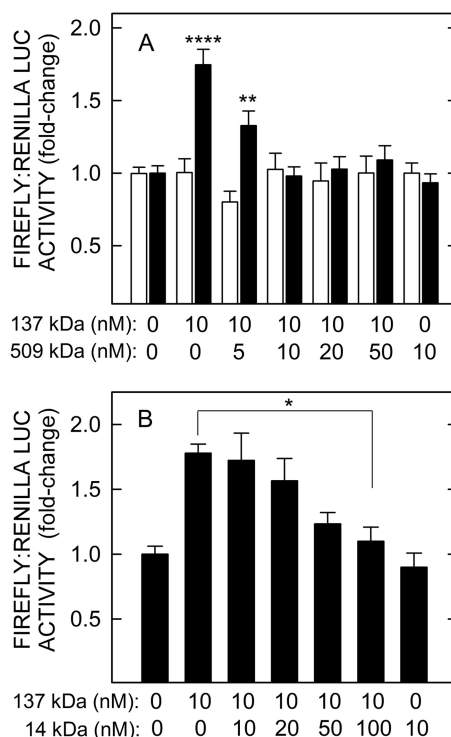 FIREFLY:RENILLA LUC
ACTIVITY (fold-change)
A
2.0
1.5
1.0
0.5
****
**
137 kDa (nM): 0 10 10 10 10 10 0
509 kDa (nM): 0 0 5 10 20 50 10
FIREFLY:RENILLA LUC
ACTIVITY (fold-change)
B
2.0
1.5
1.0
0.5
*
137 kDa (nM): 0 10 10 10 10 10 0
14 kDa (nM): 0 0 10 20 50 100 10